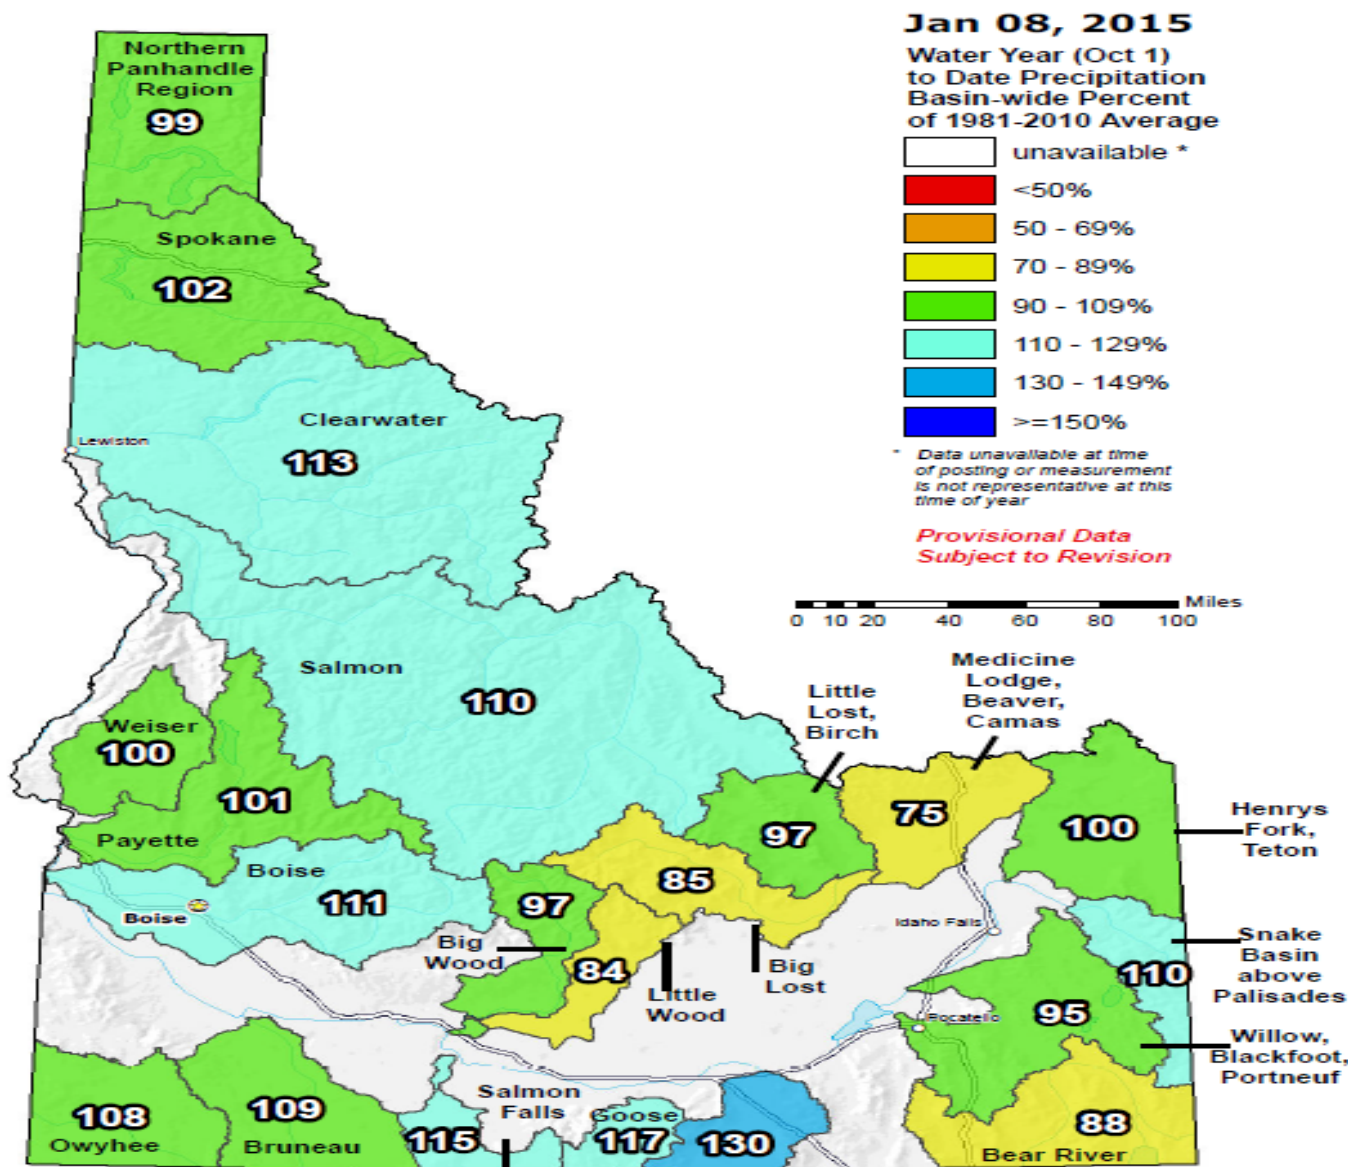 Jan 08, 2015
Water Year (Oct 1)
to Date Precipitation
Basin-wide Percent
of 1981-2010 Average
unavailable *
<50%
50 - 69%
70 - 89%
90 - 109%
110 - 129%
130 - 149%
>=150%
* Data unavailable at time
of posting or measurement
is not representative at this
time of year
Provisional Data
Subject to Revision
Miles
0 10 20 40 60 80 100
Northern
Panhandle
Region
99
Spokane
102
Clearwater
113
Lewiston
Salmon
110
Weiser
100
101
Payette
Boise
111
Boise
Little
Lost,
Birch
97
Medicine
Lodge,
Beaver,
Camas
75
100
Henrys
Fork,
Teton
85
97
Big
Wood
84
Little
Wood
Big
Lost
Idaho Falls
Snake
Basin
above
Palisades
110
95
Pocatello
Willow,
Blackfoot,
Portneuf
108
Owyhee
109
Bruneau
Salmon
Falls
115
Goose
117
130
88
Bear River